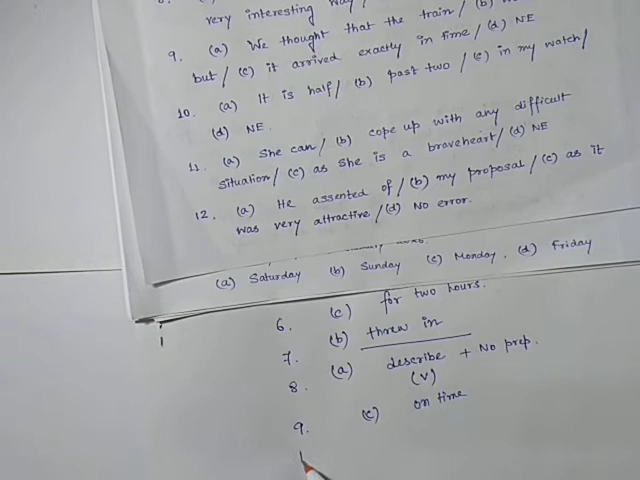 very interesting way/
9. (a) We thought that the train/ (b)
but/ (c) it arrived exactly in time/ (d) NE
10. (a) It is half/ (b) past two/ (c) in my watch/
(d) NE.
11. (a) She can/ (b) cope up with any difficult
situation/ (c) as she is a braveheart/ (d) NE
12. (a) He assented of/ (b) my proposal/ (c) as it
was very attractive/ (d) No error.
(a) Saturday (b) Sunday (c) Monday, (d) Friday
6. (c) for two hours.
7. (b) threw in
8. (a) describe + No prep.
(v)
9. (c) on time